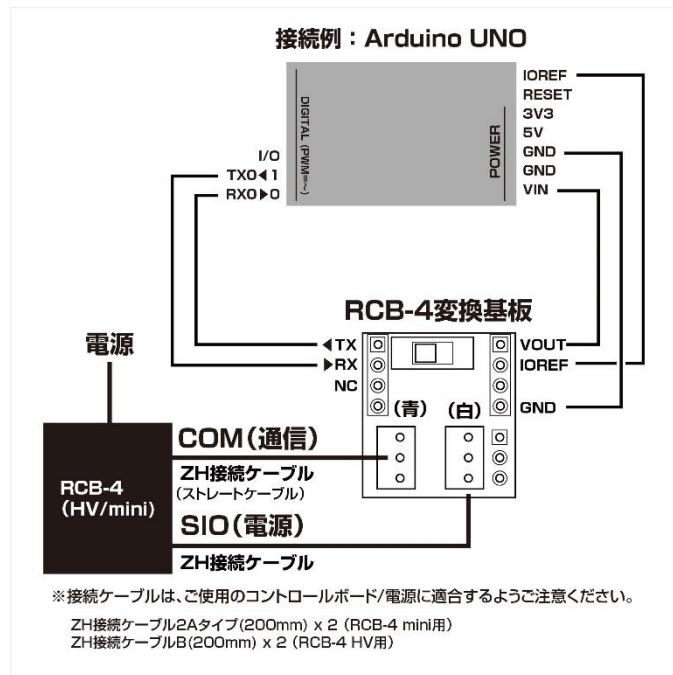 接続例：Arduino UNO
IOREF
RESET
3V3
5V
GND
GND
VIN
POWER
DIGITAL (PWM=~)
I/O
TX0◀1
RX0▶0
RCB-4変換基板
◀TX
▶RX
NC
VOUT
IOREF
GND
(青)
(白)
電源
COM（通信）
ZH接続ケーブル
（ストレートケーブル）
RCB-4
(HV/mini)
SIO（電源）
ZH接続ケーブル
※接続ケーブルは、ご使用のコントロールボード/電源に適合するようご注意ください。
ZH接続ケーブル2Aタイプ(200mm) x 2 (RCB-4 mini用)
ZH接続ケーブルB(200mm) x 2 (RCB-4 HV用)